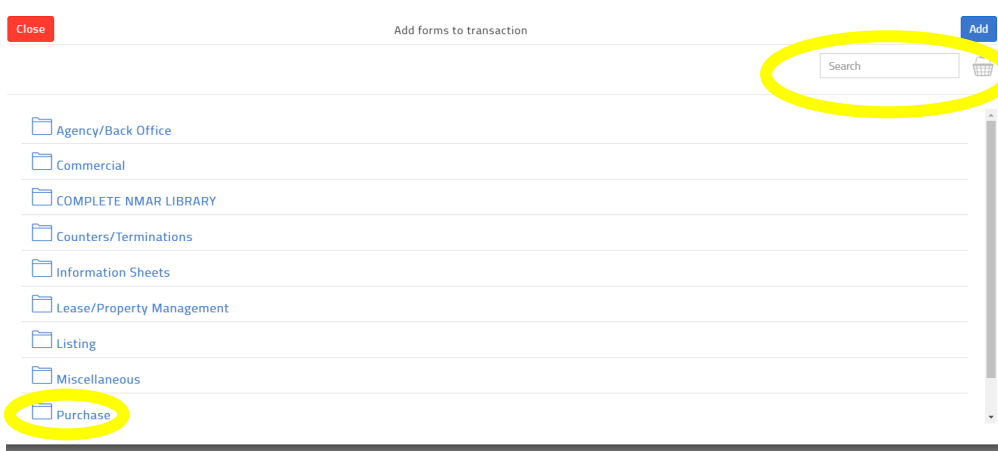 Close
Add forms to transaction
Add
Search
Agency/Back Office
Commercial
COMPLETE NMAR LIBRARY
Counters/Terminations
Information Sheets
Lease/Property Management
Listing
Miscellaneous
Purchase